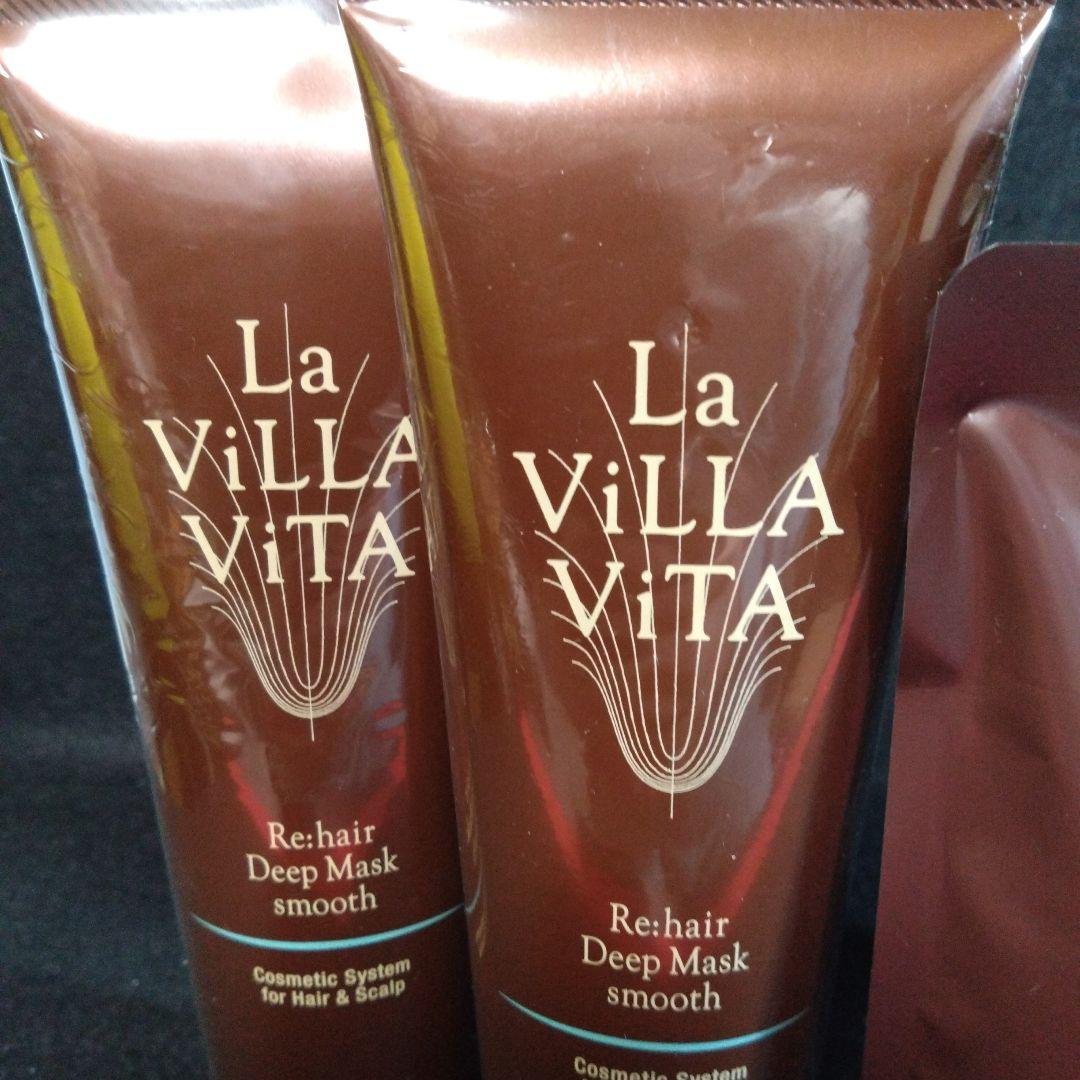 La
ViLLA
ViTA
Re:hair
Deep Mask
smooth
Cosmetic System
for Hair & Scalp
La
ViLLA
ViTA
Re:hair
Deep Mask
smooth
Cosmetic System